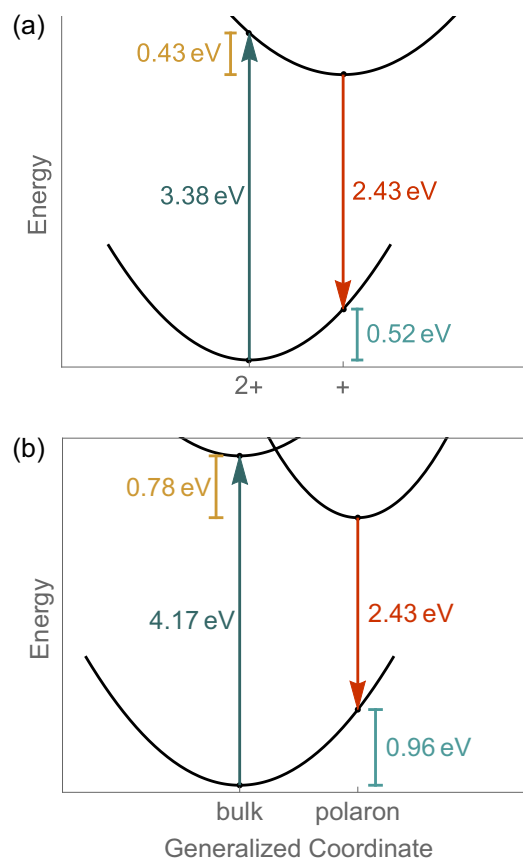 (a)
0.43 eV
3.38 eV
2.43 eV
0.52 eV
Energy
2+
+
(b)
0.78 eV
4.17 eV
2.43 eV
0.96 eV
Energy
bulk
polaron
Generalized Coordinate